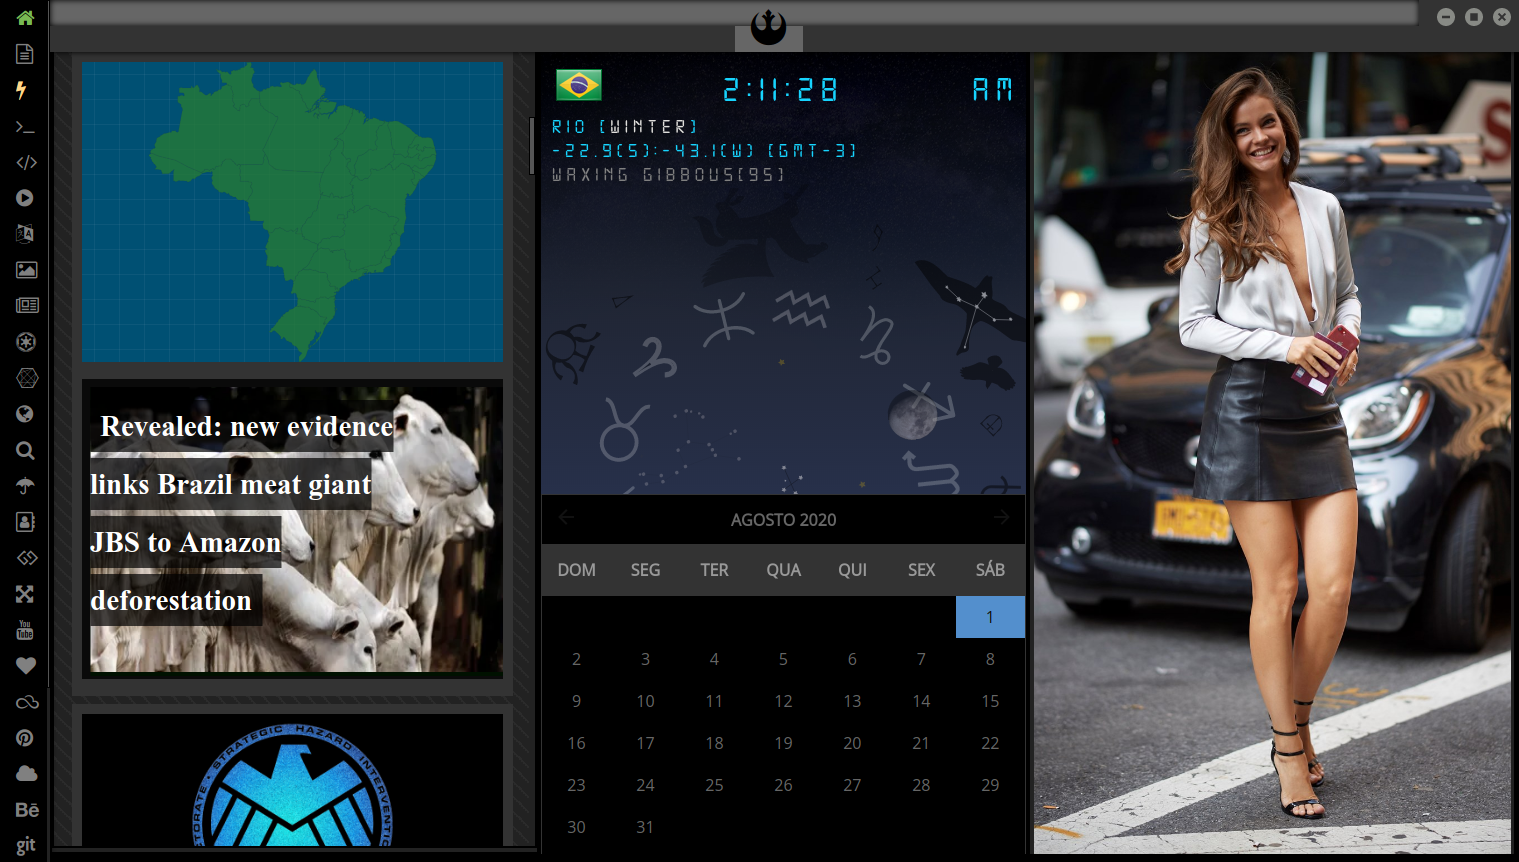 2:11:28 AM
RIO [WINTER]
-22.9(S):-43.1(W) [GMT-3]
WAXING GIBBOUS[95]
Revealed: new evidence
links Brazil meat giant
JBS to Amazon
deforestation
STRATEGIC HAZARD INTERVENTI
AGOSTO 2020
DOM SEG TER QUA QUI SEX SÁB
1
2 3 4 5 6 7 8
9 10 11 12 13 14 15
16 17 18 19 20 21 22
23 24 25 26 27 28 29
30 31
You
Tube
Bē
git
S